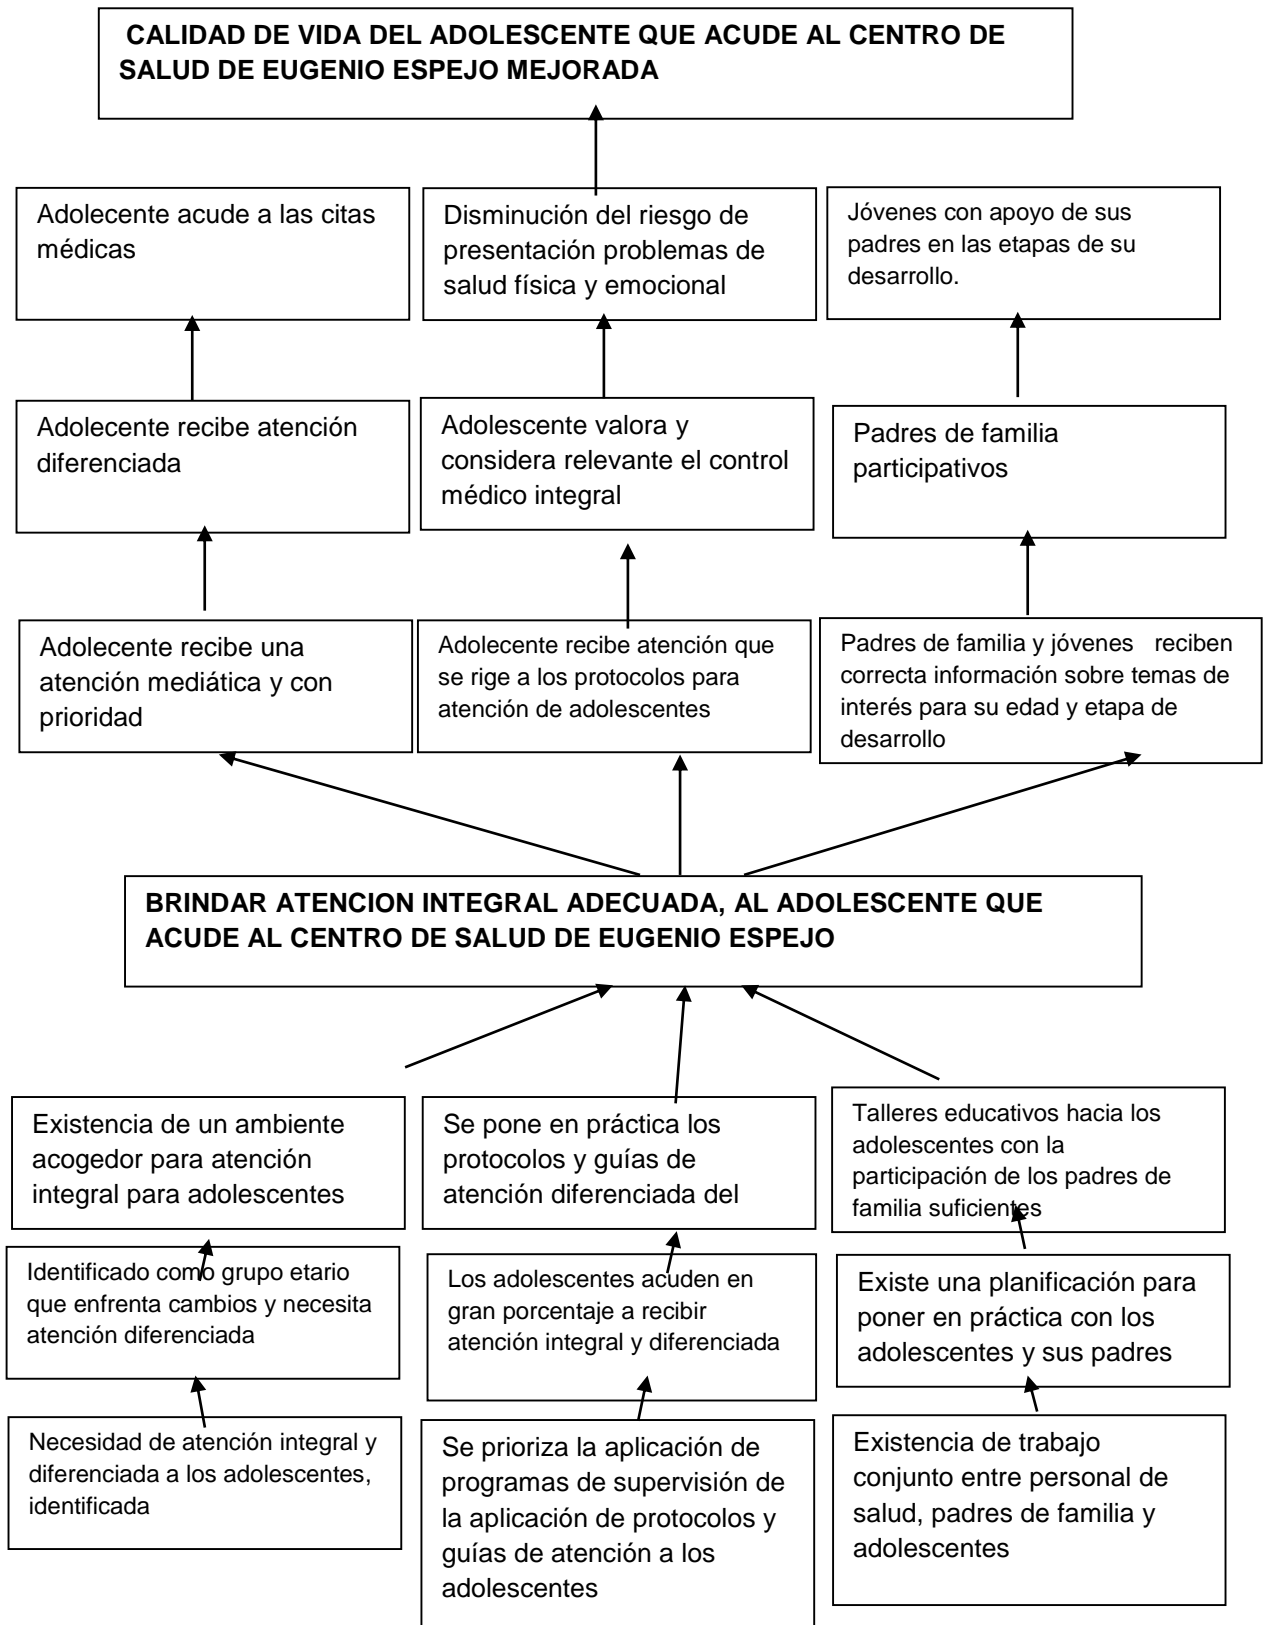 CALIDAD DE VIDA DEL ADOLESCENTE QUE ACUDE AL CENTRO DE
SALUD DE EUGENIO ESPEJO MEJORADA
Adolecente acude a las citas
médicas
Disminución del riesgo de
presentación problemas de
salud física y emocional
Jóvenes con apoyo de sus
padres en las etapas de su
desarrollo.
Adolecente recibe atención
diferenciada
Adolescente valora y
considera relevante el control
médico integral
Padres de familia
participativos
Adolecente recibe una
atención mediática y con
prioridad
Adolecente recibe atención que
se rige a los protocolos para
atención de adolescentes
Padres de familia y jóvenes reciben
correcta información sobre temas de
interés para su edad y etapa de
desarrollo
BRINDAR ATENCION INTEGRAL ADECUADA, AL ADOLESCENTE QUE
ACUDE AL CENTRO DE SALUD DE EUGENIO ESPEJO
Existencia de un ambiente
acogedor para atención
integral para adolescentes
Se pone en práctica los
protocolos y guías de
atención diferenciada del
Talleres educativos hacia los
adolescentes con la
participación de los padres de
familia suficientes
Identificado como grupo etario
que enfrenta cambios y necesita
atención diferenciada
Los adolescentes acuden en
gran porcentaje a recibir
atención integral y diferenciada
Existe una planificación para
poner en práctica con los
adolescentes y sus padres
Necesidad de atención integral y
diferenciada a los adolescentes,
identificada
Se prioriza la aplicación de
programas de supervisión de
la aplicación de protocolos y
guías de atención a los
adolescentes
Existencia de trabajo
conjunto entre personal de
salud, padres de familia y
adolescentes